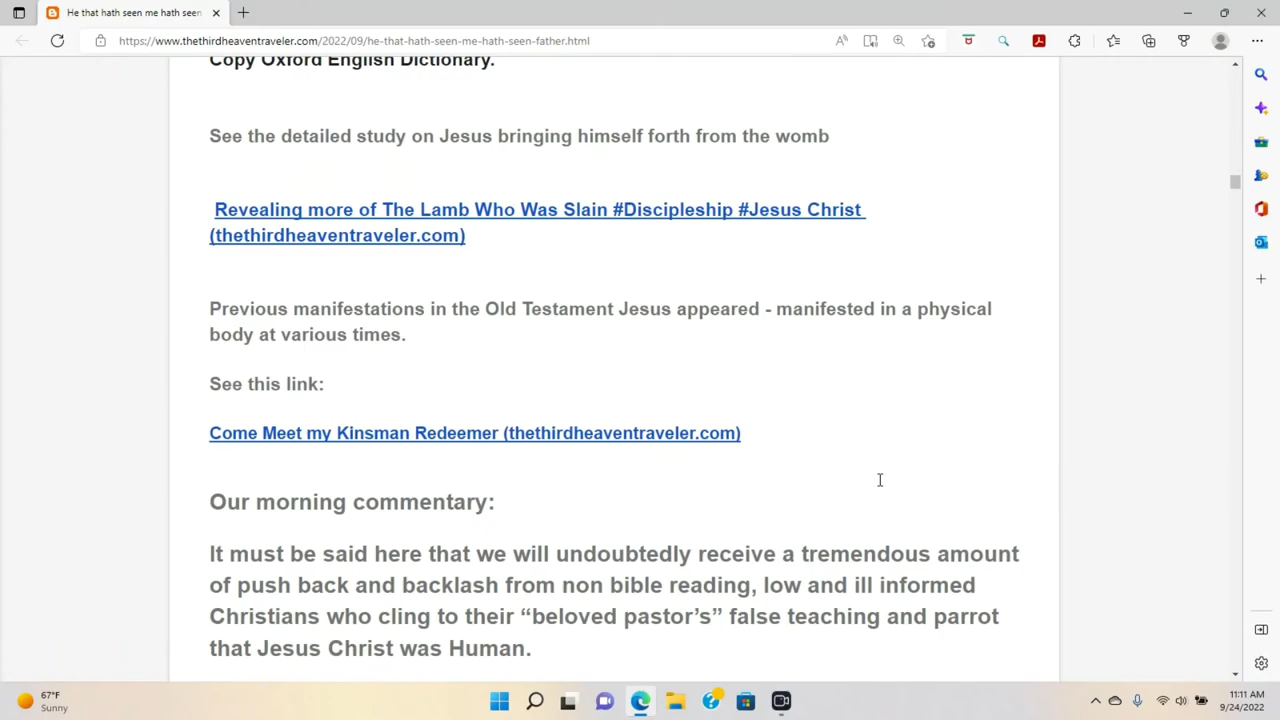 He that hath seen me hath seen
https://www.thethirdheaventraveler.com/2022/09/he-that-hath-seen-me-hath-seen-father.html
Copy Oxford English Dictionary.
See the detailed study on Jesus bringing himself forth from the womb
Revealing more of The Lamb Who Was Slain #Discipleship #Jesus Christ
(thethirdheaventraveler.com)
Previous manifestations in the Old Testament Jesus appeared - manifested in a physical
body at various times.
See this link:
Come Meet my Kinsman Redeemer (thethirdheaventraveler.com)
Our morning commentary:
It must be said here that we will undoubtedly receive a tremendous amount
of push back and backlash from non bible reading, low and ill informed
Christians who cling to their “beloved pastor’s” false teaching and parrot
that Jesus Christ was Human.
67°F
Sunny
11:11 AM
9/24/2022